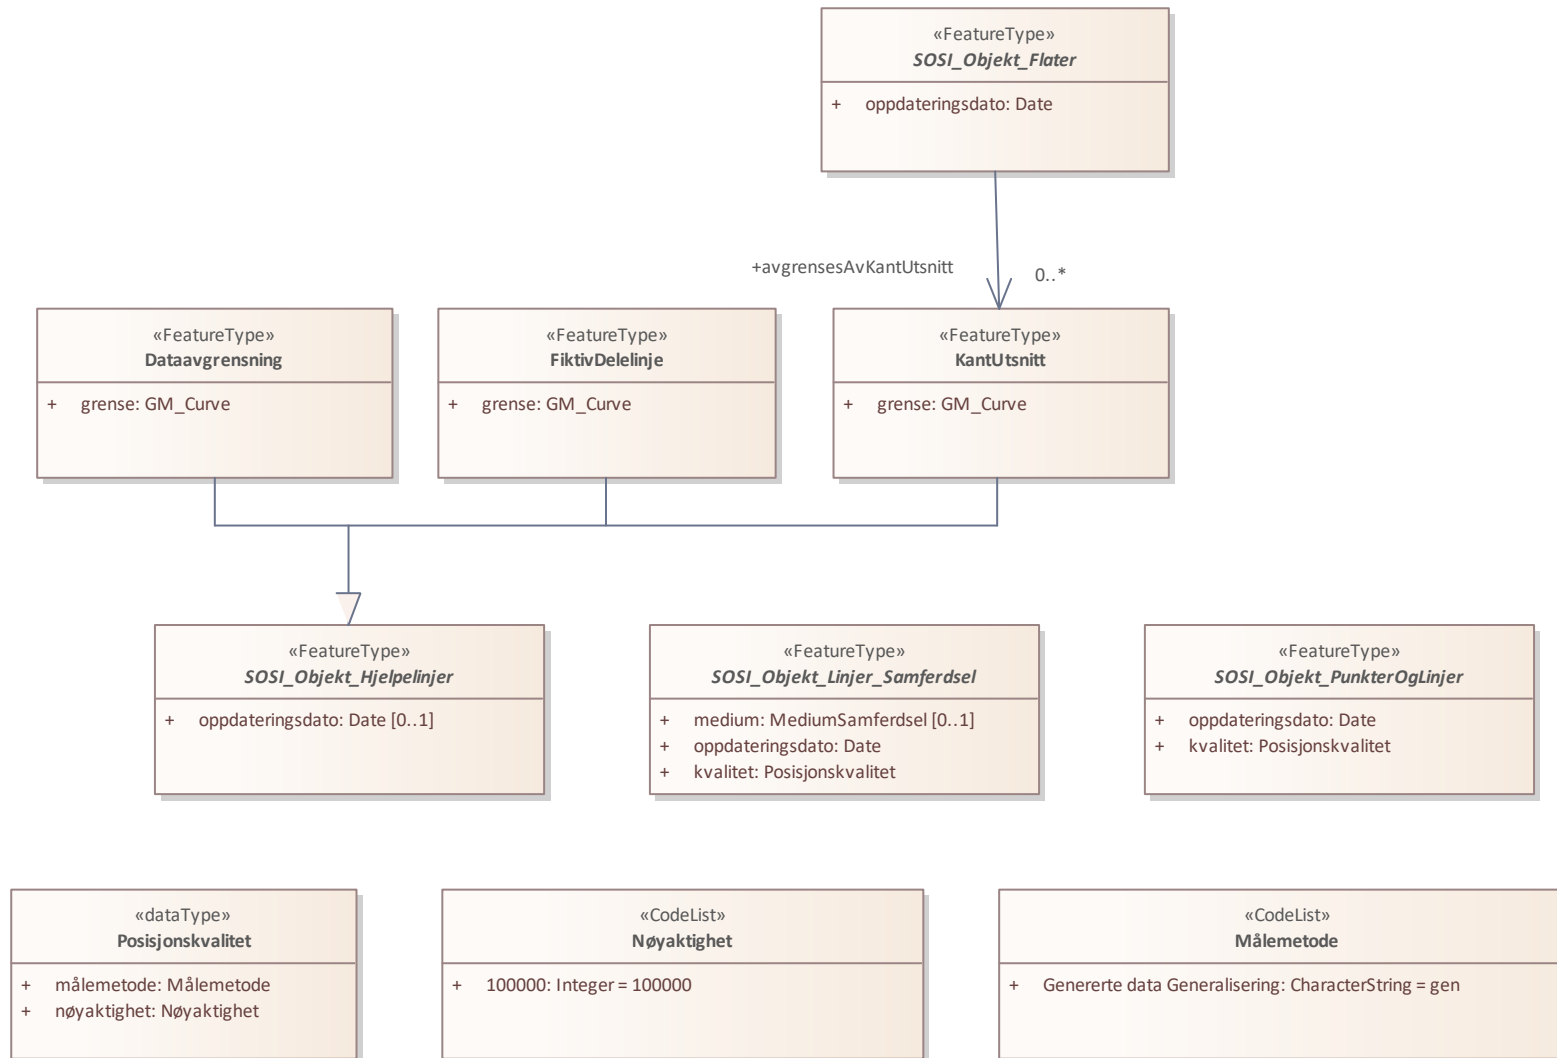 «FeatureType»
SOSI_Objekt_Flater
+ oppdateringsdato: Date
+avgrensesAvKantUtsnitt
0..*
«FeatureType»
Dataavgrensning
+ grense: GM_Curve
«FeatureType»
FiktivDelelinje
+ grense: GM_Curve
«FeatureType»
KantUtsnitt
+ grense: GM_Curve
«FeatureType»
SOSI_Objekt_Hjelpelinjer
+ oppdateringsdato: Date [0..1]
«FeatureType»
SOSI_Objekt_Linjer_Samferdsel
+ medium: MediumSamferdsel [0..1]
+ oppdateringsdato: Date
+ kvalitet: Posisjonskvalitet
«FeatureType»
SOSI_Objekt_PunkterOgLinjer
+ oppdateringsdato: Date
+ kvalitet: Posisjonskvalitet
«dataType»
Posisjonskvalitet
+ målemetode: Målemetode
+ nøyaktighet: Nøyaktighet
«CodeList»
Nøyaktighet
+ 100000: Integer = 100000
«CodeList»
Målemetode
+ Genererte data Generalisering: CharacterString = gen